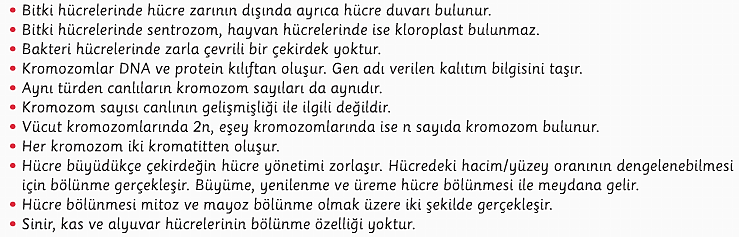 • Bitki hücrelerinde hücre zarının dışında ayrıca hücre duvarı bulunur.
• Bitki hücrelerinde sentrozom, hayvan hücrelerinde ise kloroplast bulunmaz.
• Bakteri hücrelerinde zarla çevrili bir çekirdek yoktur.
• Kromozomlar DNA ve protein kılıftan oluşur. Gen adı verilen kalıtım bilgisini taşır.
• Aynı türden canlıların kromozom sayıları da aynıdır.
• Kromozom sayısı canlının gelişmişliği ile ilgili değildir.
• Vücut kromozomlarında 2n, eşey kromozomlarında ise n sayıda kromozom bulunur.
• Her kromozom iki kromatitten oluşur.
• Hücre büyüdükçe çekirdeğin hücre yönetimi zorlaşır. Hücredeki hacim/yüzey oranının dengelenebilmesi
için bölünme gerçekleşir. Büyüme, yenilenme ve üreme hücre bölünmesi ile meydana gelir.
• Hücre bölünmesi mitoz ve mayoz bölünme olmak üzere iki şekilde gerçekleşir.
• Sinir, kas ve alyuvar hücrelerinin bölünme özelliği yoktur.